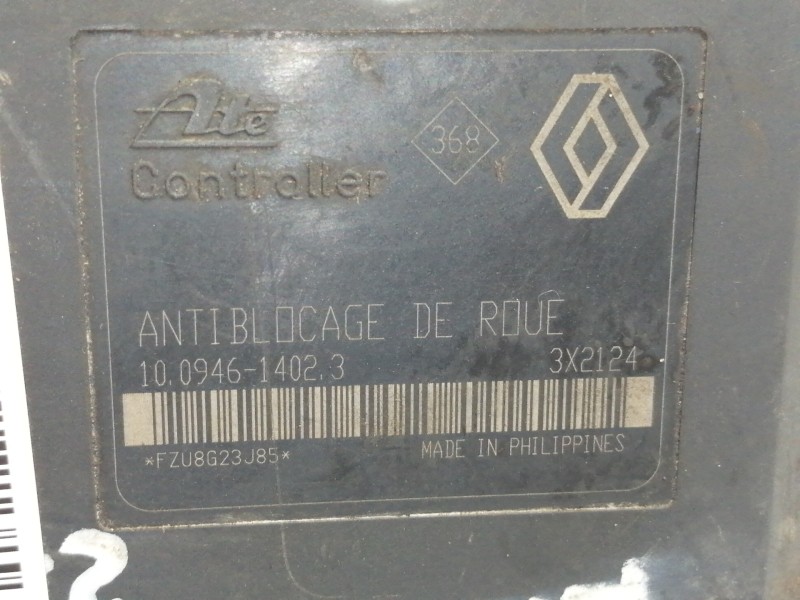 Ate
Controller
368
ANTIBLOCAGE DE ROUE
10.0946-1402.3 3X2124
*FZU8G23J85*
MADE IN PHILIPPINES